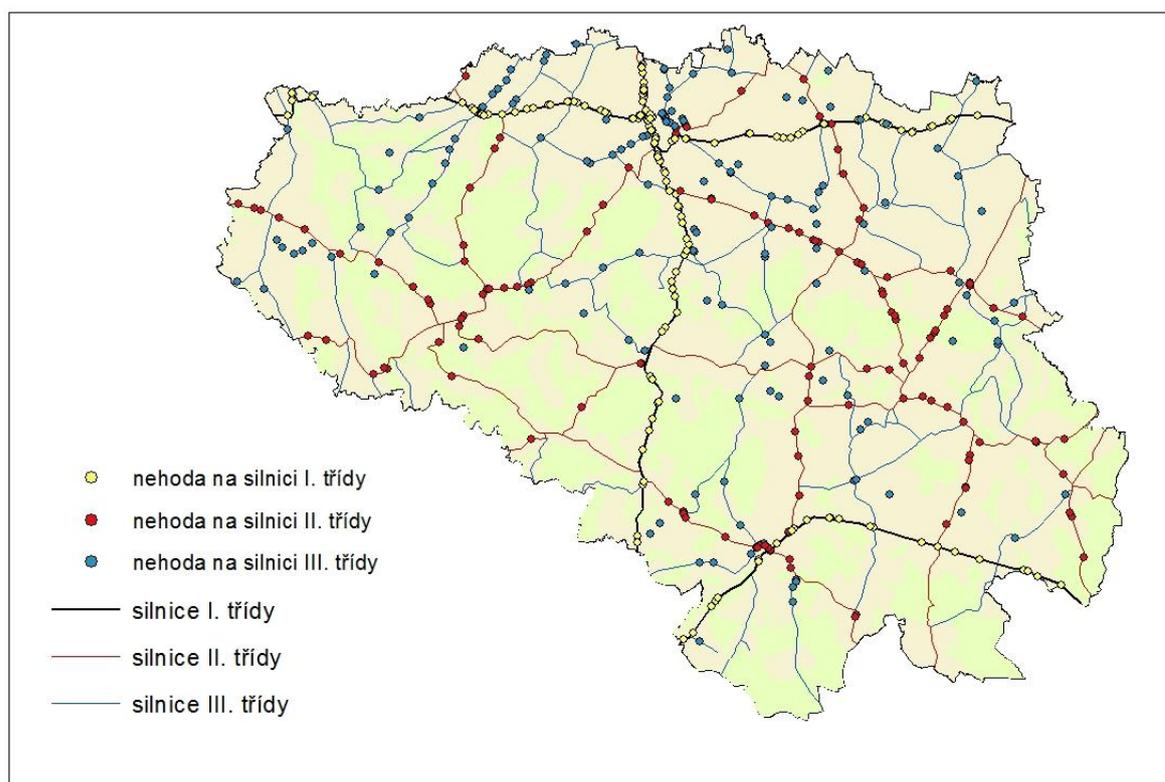 nehoda na silnici I. třídy
nehoda na silnici II. třídy
nehoda na silnici III. třídy
silnice I. třídy
silnice II. třídy
silnice III. třídy